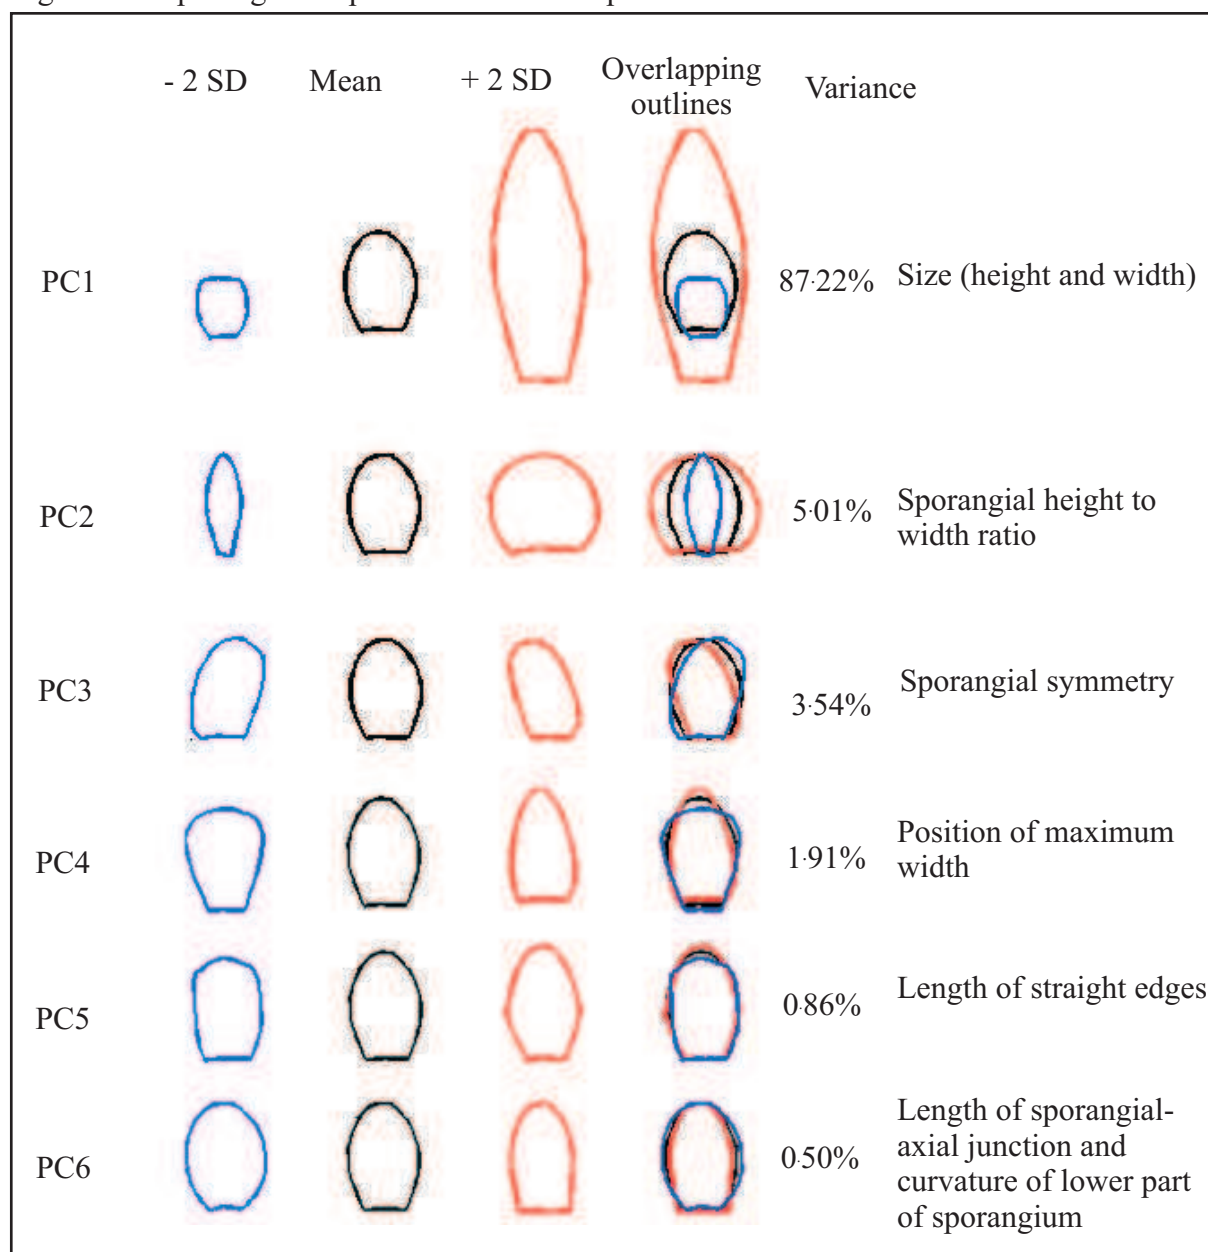 - 2 SD Mean + 2 SD Overlapping outlines Variance
PC1 87·22% Size (height and width)
PC2 5·01% Sporangial height to
width ratio
PC3 3·54% Sporangial symmetry
PC4 1·91% Position of maximum
width
PC5 0·86% Length of straight edges
PC6 0·50% Length of sporangial-
axial junction and
curvature of lower part
of sporangium